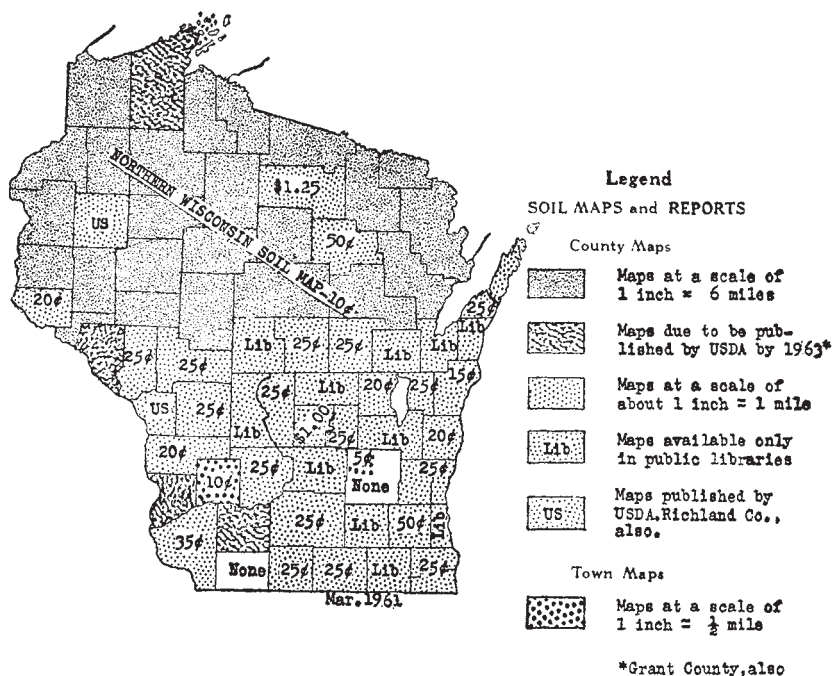 NORTHERN WISCONSIN SOIL MAP-10¢
$1.25
US
50¢
20¢
25¢
Lib
25¢
25¢
Lib
25¢
25¢
Lib
Lib
Lib
15¢
US
25¢
25¢
Lib
20¢
25¢
$1.00
25¢
Lib
Lib
20¢
20¢
10¢
25¢
Lib
5¢
None
25¢
35¢
25¢
Lib
50¢
Lib
None
25¢
25¢
Lib
25¢
Mar.1961
Legend
SOIL MAPS and REPORTS
County Maps
Maps at a scale of
1 inch = 6 miles
Maps due to be pub-
lished by USDA by 1963*
Maps at a scale of
about 1 inch = 1 mile
Lib
Maps available only
in public libraries
US
Maps published by
USDA.Richland Co.,
also.
Town Maps
Maps at a scale of
1 inch = ½ mile
*Grant County,also